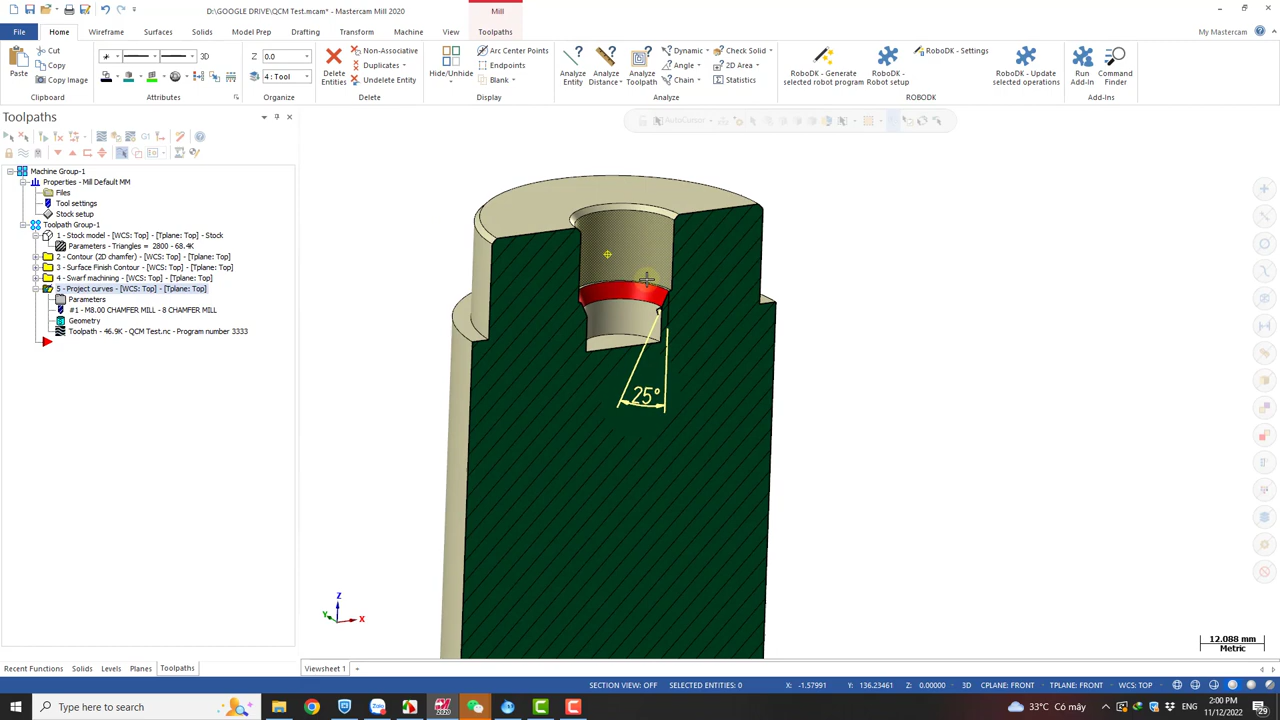 D:\GOOGLE DRIVE\QCM Test.mcam* - Mastercam Mill 2020
Mill
File Home Wireframe Surfaces Solids Model Prep Drafting Transform Machine View Toolpaths My Mastercam
Paste
Cut
Copy
Copy Image
Clipboard
3D
Attributes
Z 0.0
4 : Tool
Organize
Delete Entities
Non-Associative
Duplicates
Undelete Entity
Delete
Hide/Unhide
Arc Center Points
Endpoints
Blank
Display
Analyze Entity
Analyze Distance
Analyze Toolpath
Dynamic
Angle
Chain
Check Solid
2D Area
Statistics
Analyze
RoboDK - Generate selected robot program
RoboDK - Robot setup
RoboDK - Settings
RoboDK - Update selected operations
ROBODK
Run Add-in
Command Finder
Add-Ins
Toolpaths
AutoCursor
G1
Machine Group-1
Properties - Mill Default MM
Files
Tool settings
Stock setup
Toolpath Group-1
1 - Stock model - [WCS: Top] - [Tplane: Top] - Stock
Parameters - Triangles = 2800 - 68.4K
2 - Contour (2D chamfer) - [WCS: Top] - [Tplane: Top]
3 - Surface Finish Contour - [WCS: Top] - [Tplane: Top]
4 - Swarf machining - [WCS: Top] - [Tplane: Top]
5 - Project curves - [WCS: Top] - [Tplane: Top]
Parameters
#1 - M8.00 CHAMFER MILL - 8 CHAMFER MILL
Geometry
Toolpath - 46.9K - QCM Test.nc - Program number 3333
25°
Z
Y
X
12.088 mm
Metric
Recent Functions Solids Levels Planes Toolpaths
Viewsheet 1 +
SECTION VIEW: OFF SELECTED ENTITIES: 0 X: -1.57991 Y: 136.23461 Z: 0.00000 3D CPLANE: FRONT TPLANE: FRONT WCS: TOP
Type here to search
33°C Có mây
2:00 PM
11/12/2022
29